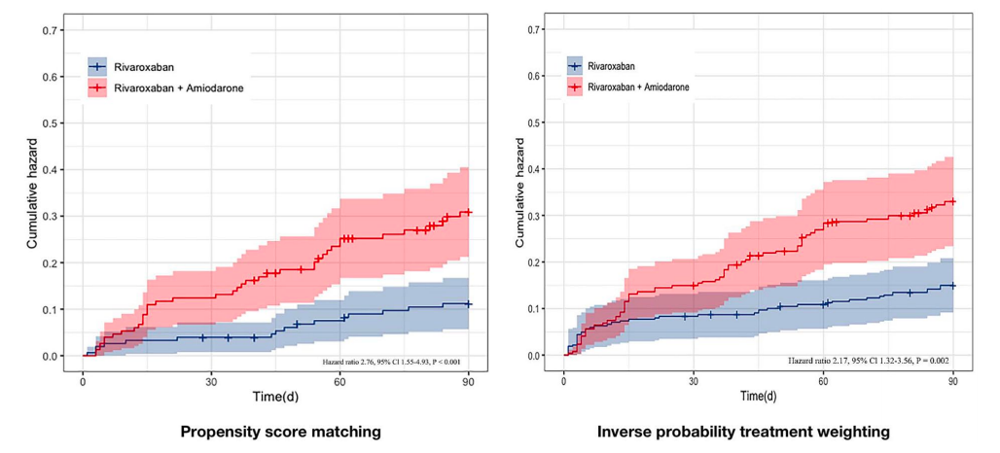 0.7
0.6
0.5
0.4
0.3
0.2
0.1
0.0
Cumulative hazard
Rivaroxaban
Rivaroxaban + Amiodarone
Hazard ratio 2.76, 95% CI 1.55-4.93, P < 0.001
0 30 60 90
Time(d)
Propensity score matching
0.7
0.6
0.5
0.4
0.3
0.2
0.1
0.0
Cumulative hazard
Rivaroxaban
Rivaroxaban + Amiodarone
Hazard ratio 2.17, 95% CI 1.32-3.56, P = 0.002
0 30 60 90
Time(d)
Inverse probability treatment weighting